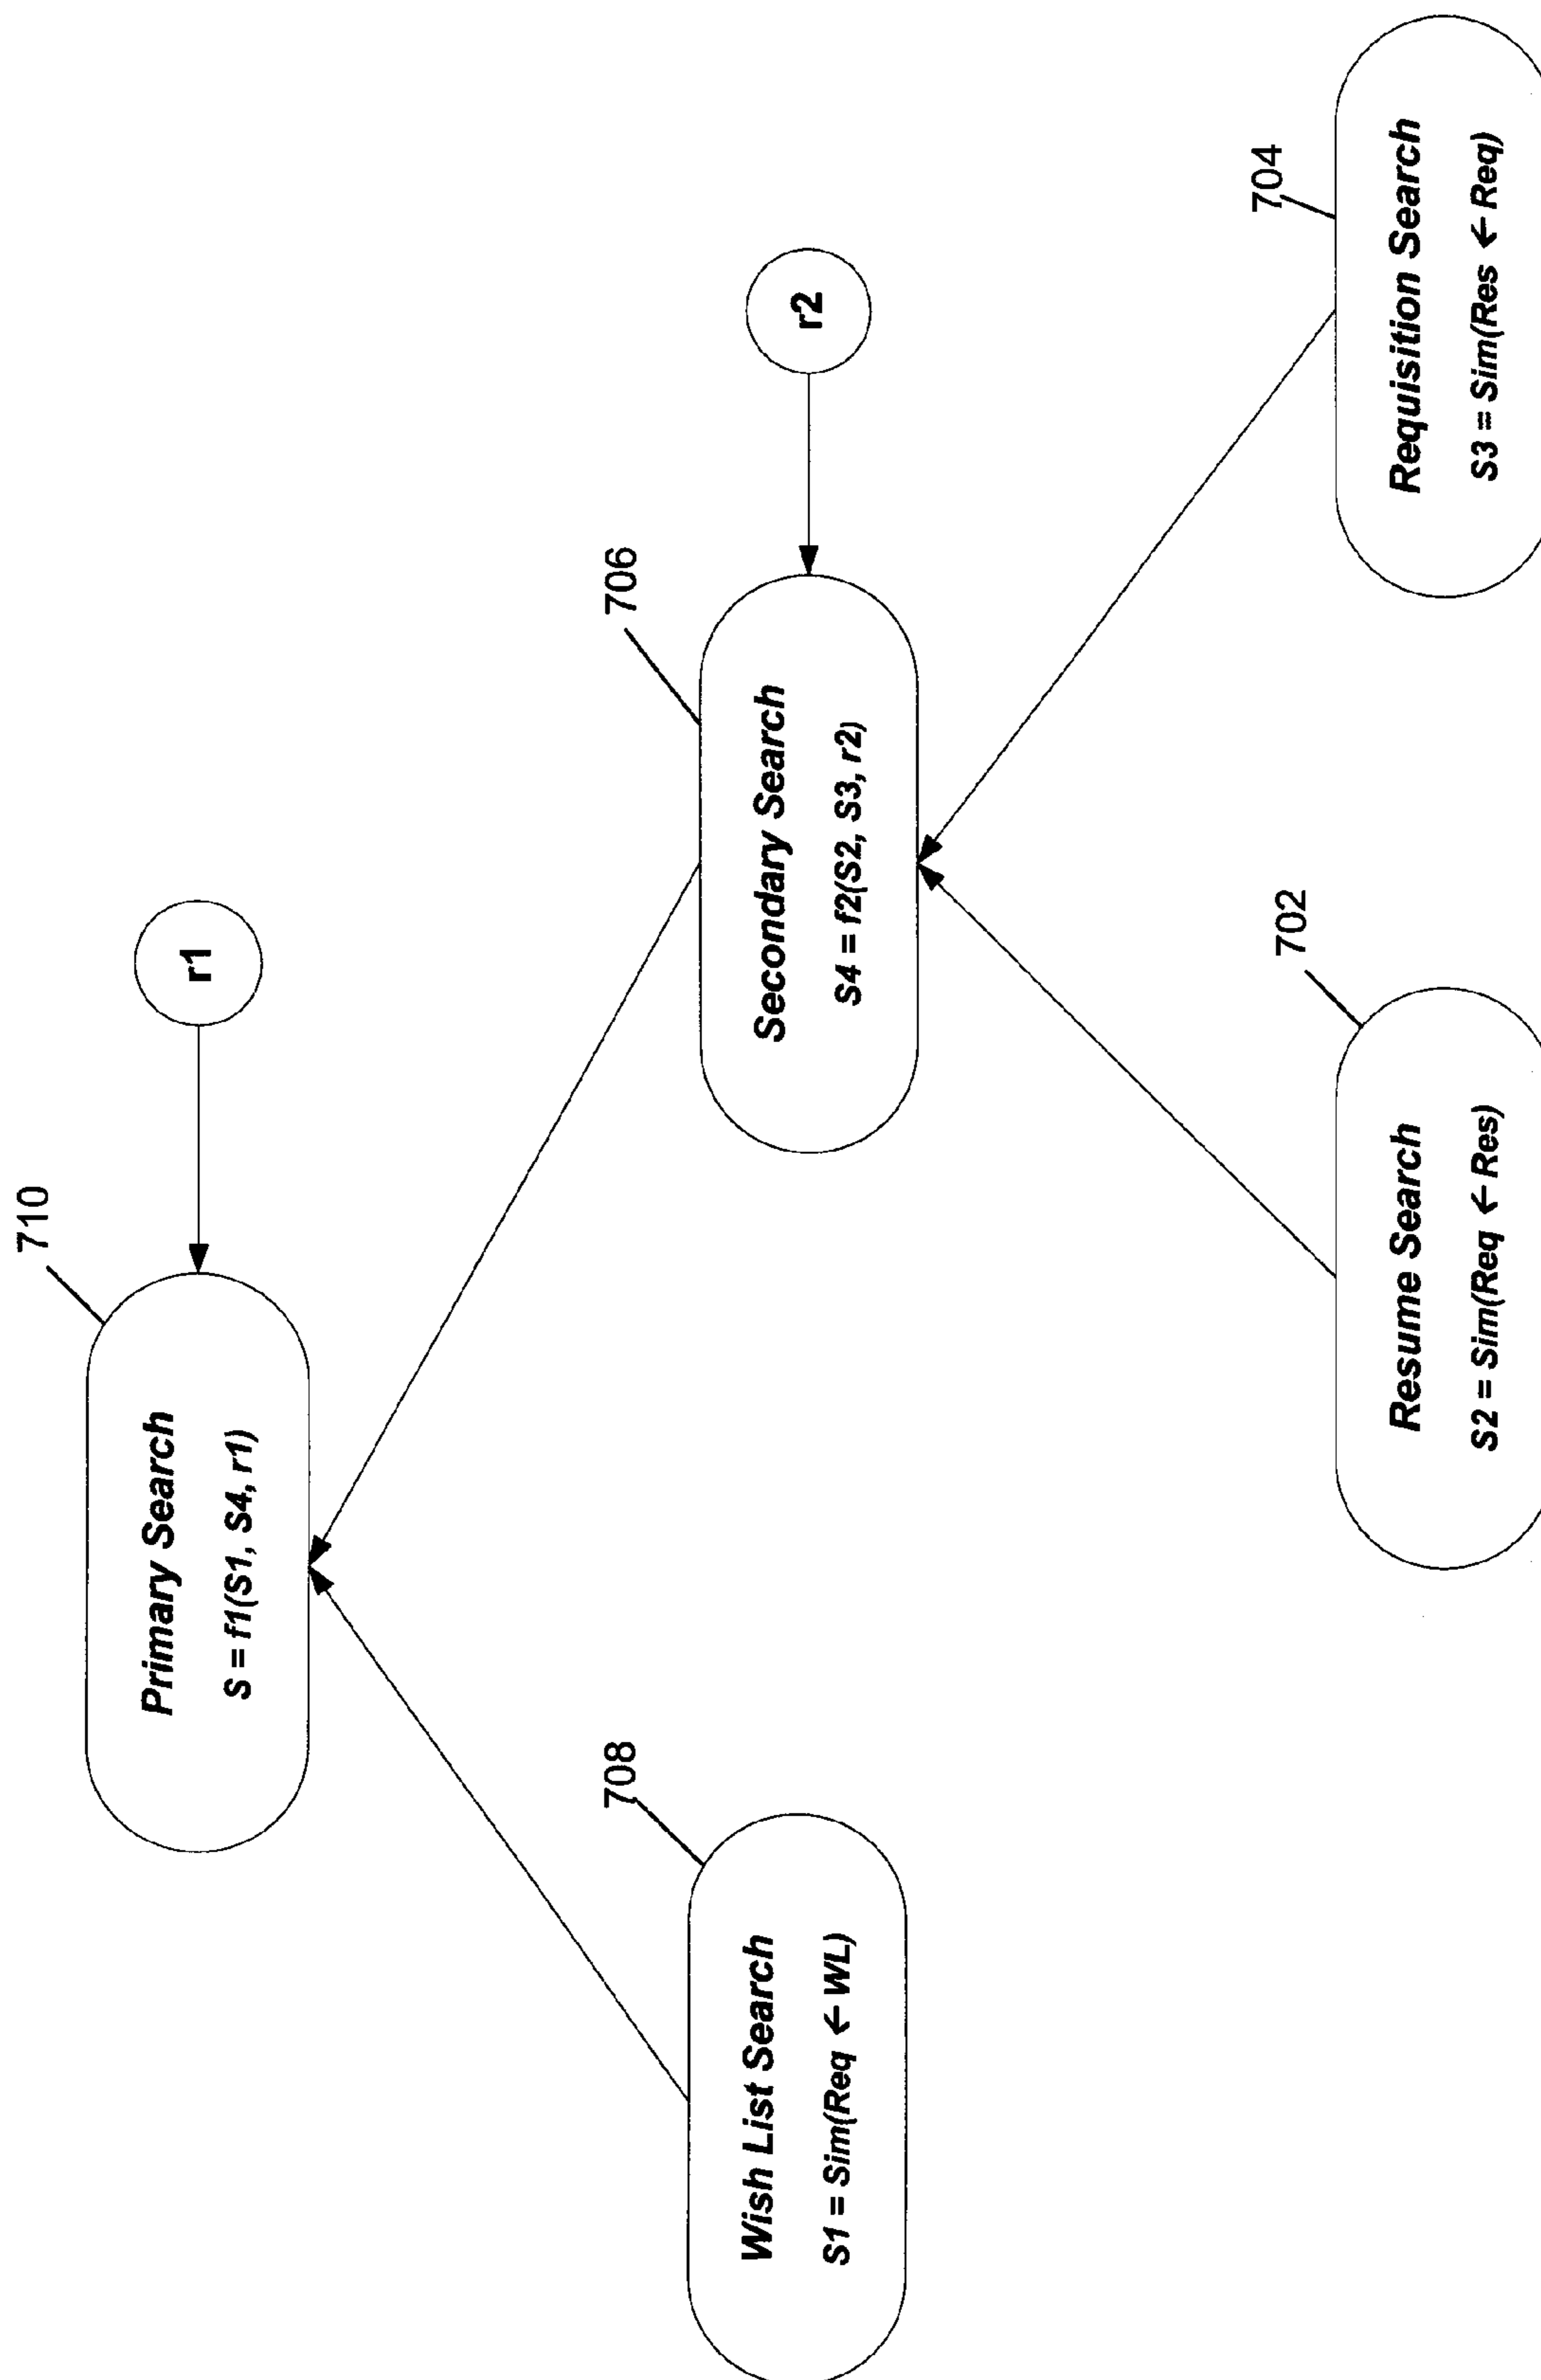 710
Primary Search
S = f1(S1, S4, r1)
r1
708
Wish List Search
S1 = Sim(Req ← WL)
706
Secondary Search
S4 = f2(S2, S3, r2)
r2
702
Resume Search
S2 = Sim(Req ← Res)
704
Requisition Search
S3 = Sim(Res ← Req)